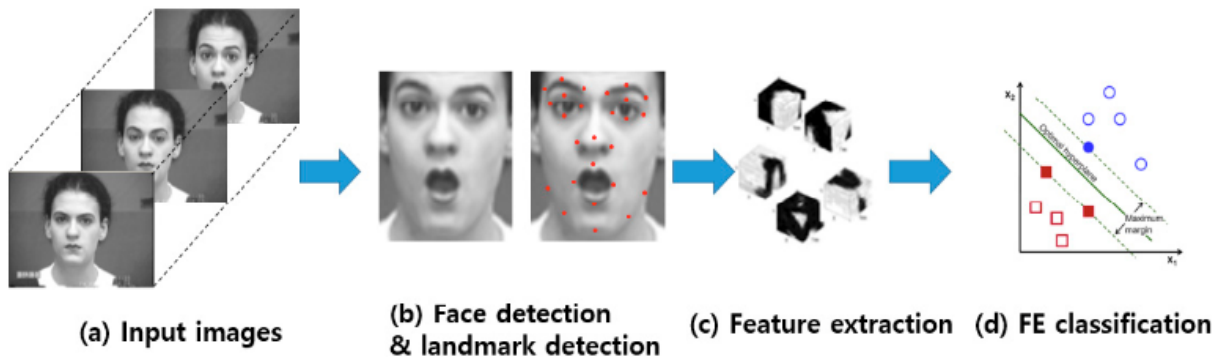 x₂
Optimal hyperplane
Maximum
margin
x₁
(a) Input images
(b) Face detection
& landmark detection
(c) Feature extraction
(d) FE classification